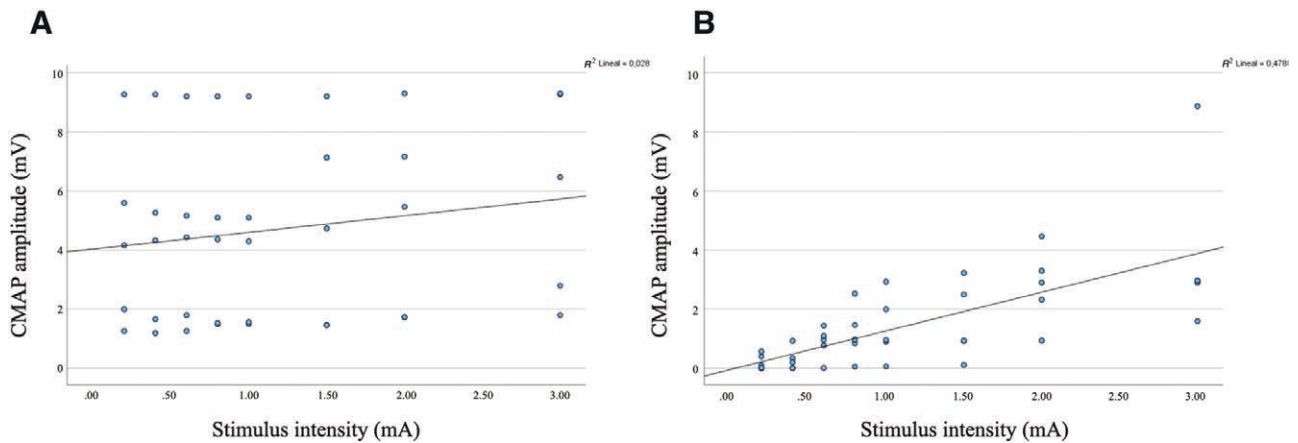 A
R² Lineal = 0,028
CMAP amplitude (mV)
10
8
6
4
2
0
.00 .50 1.00 1.50 2.00 2.50 3.00
Stimulus intensity (mA)
B
R² Lineal = 0,478
CMAP amplitude (mV)
10
8
6
4
2
0
.00 .50 1.00 1.50 2.00 2.50 3.00
Stimulus intensity (mA)